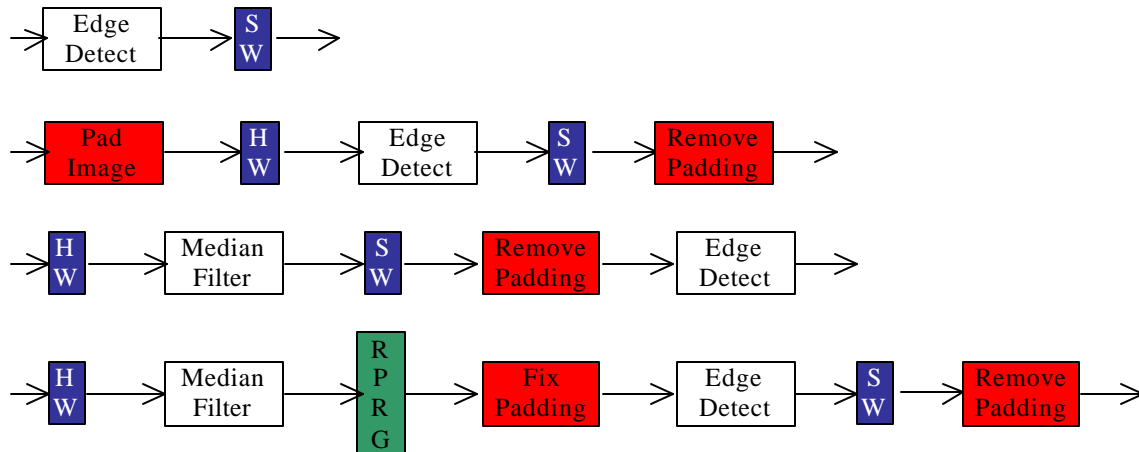 Edge
Detect
S
W
Pad
Image
H
W
Edge
Detect
S
W
Remove
Padding
H
W
Median
Filter
S
W
Remove
Padding
Edge
Detect
H
W
Median
Filter
R
P
R
G
Fix
Padding
Edge
Detect
S
W
Remove
Padding